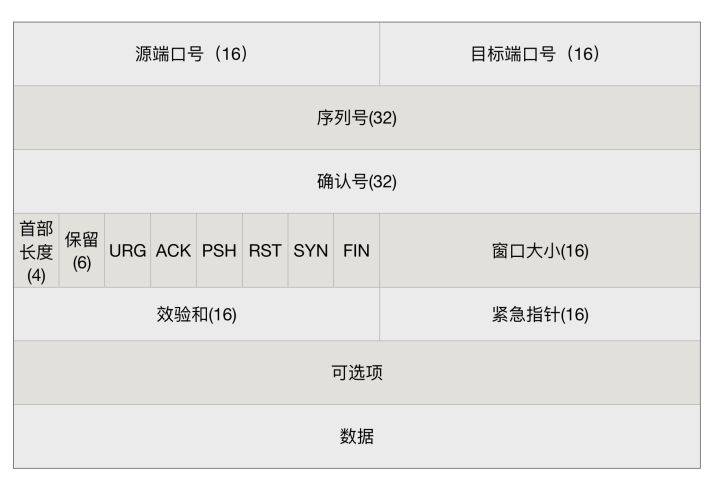 源端口号（16）
目标端口号（16）
序列号(32)
确认号(32)
首部
长度
(4)
保留
(6)
URG
ACK
PSH
RST
SYN
FIN
窗口大小(16)
效验和(16)
紧急指针(16)
可选项
数据